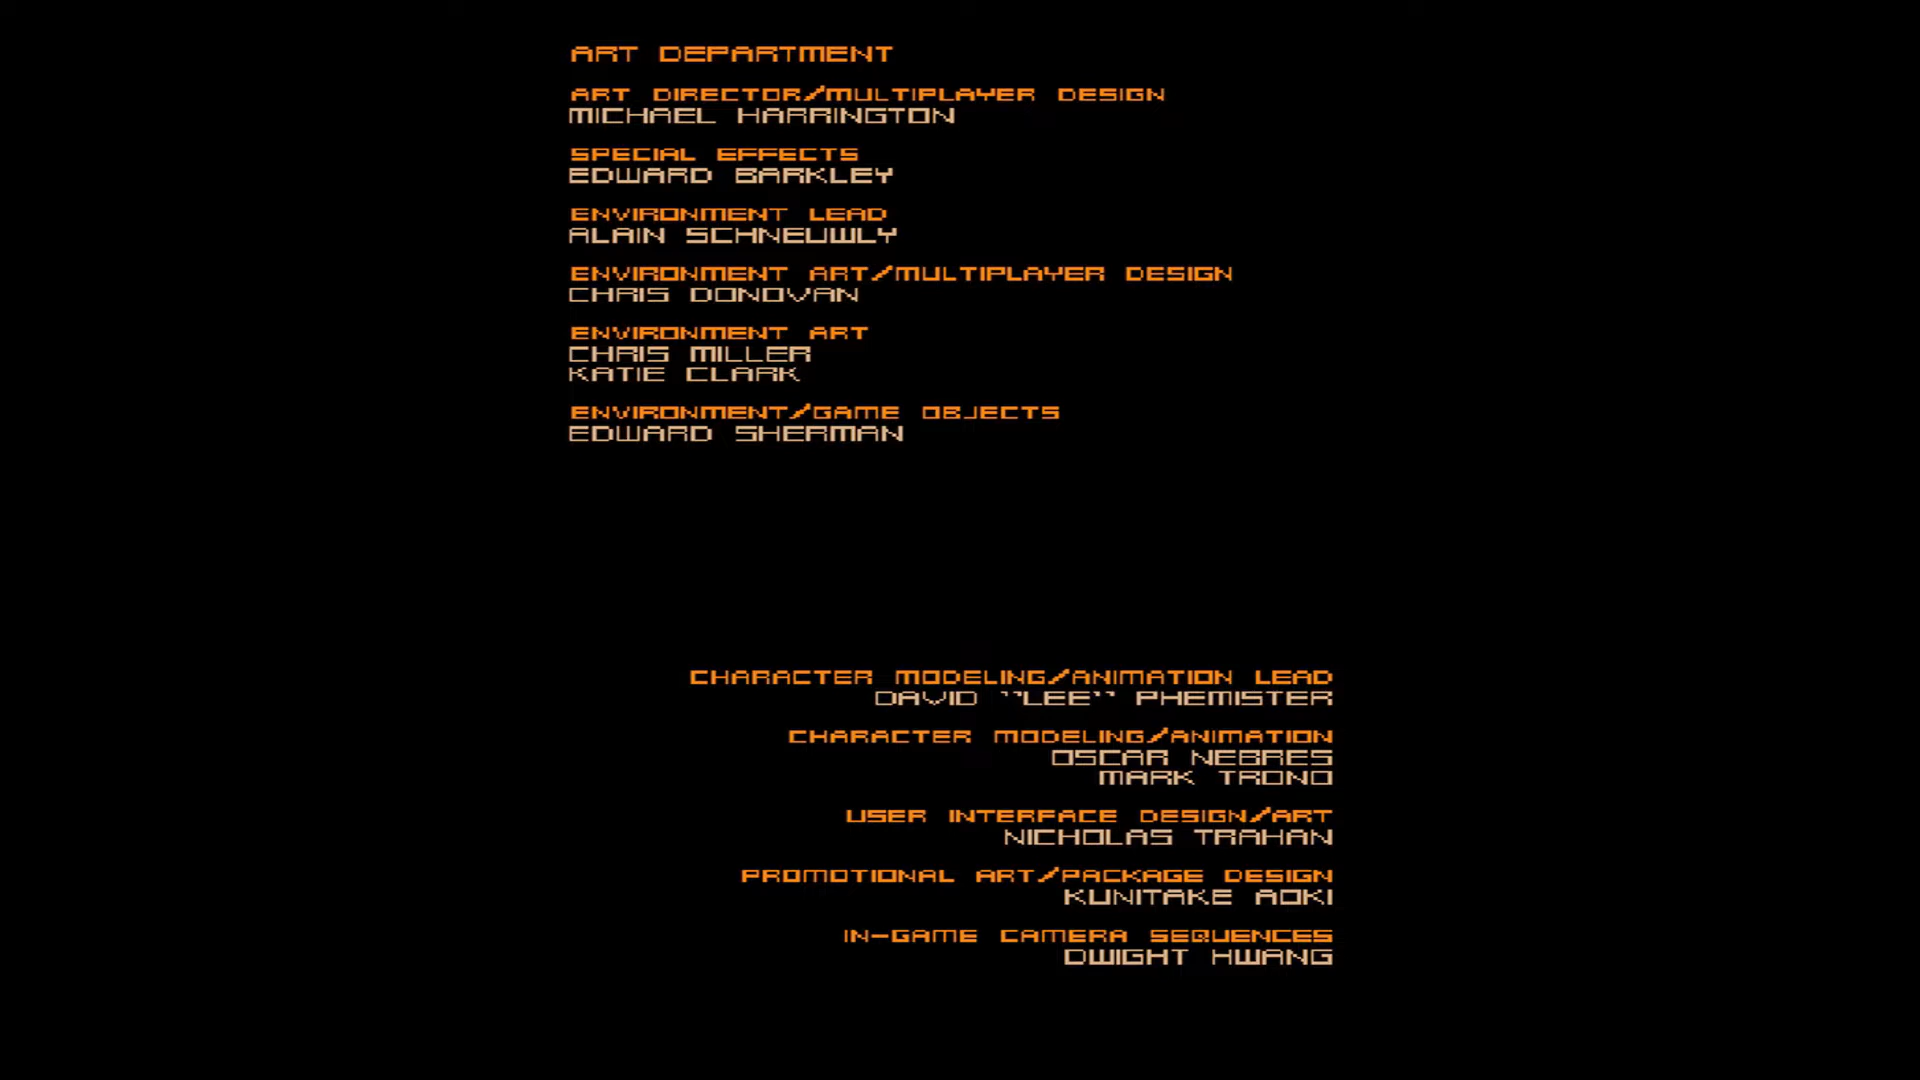 ART DEPARTMENT
ART DIRECTOR/MULTIPLAYER DESIGN
MICHAEL HARRINGTON
SPECIAL EFFECTS
EDWARD BARKLEY
ENVIRONMENT LEAD
ALAIN SCHNEUWLY
ENVIRONMENT ART/MULTIPLAYER DESIGN
CHRIS DONOVAN
ENVIRONMENT ART
CHRIS MILLER
KATIE CLARK
ENVIRONMENT/GAME OBJECTS
EDWARD SHERMAN
CHARACTER MODELING/ANIMATION LEAD
DAVID "LEE" PHEMISTER
CHARACTER MODELING/ANIMATION
OSCAR NEBRES
MARK TRONO
USER INTERFACE DESIGN/ART
NICHOLAS TRAHAN
PROMOTIONAL ART/PACKAGE DESIGN
KUNITAKE AOKI
IN-GAME CAMERA SEQUENCES
DWIGHT HWANG